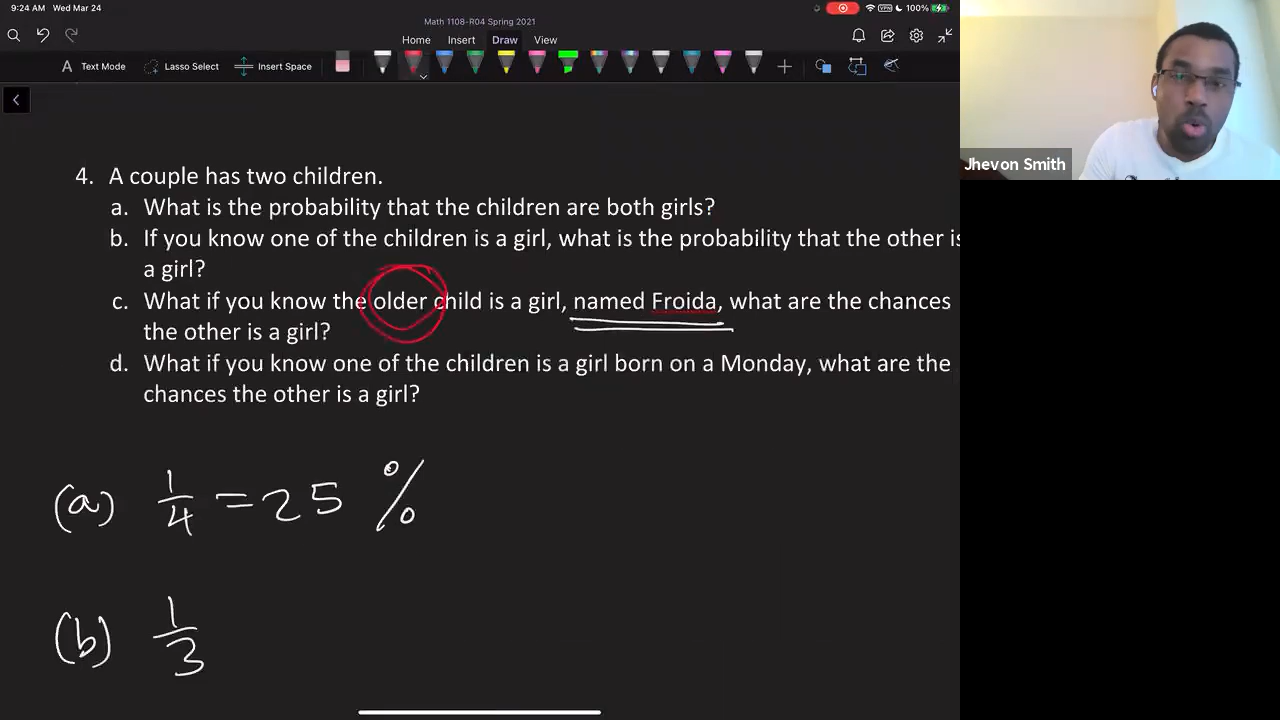 9:24 AM Wed Mar 24
100%
Math 1108-R04 Spring 2021
Home Insert Draw View
A Text Mode Lasso Select Insert Space
VPN
4. A couple has two children.
a. What is the probability that the children are both girls?
b. If you know one of the children is a girl, what is the probability that the other is
a girl?
c. What if you know the older child is a girl, named Froida, what are the chances
the other is a girl?
d. What if you know one of the children is a girl born on a Monday, what are the
chances the other is a girl?
(a) 1/4 = 25 %
(b) 1/3
Jhevon Smith